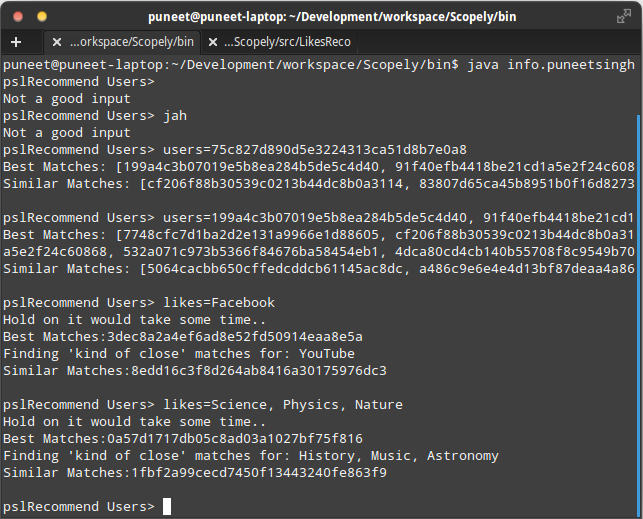 puneet@puneet-laptop: ~/Development/workspace/Scopely/bin
+ × ...orkspace/Scopely/bin × ...Scopely/src/LikesReco
puneet@puneet-laptop:~/Development/workspace/Scopely/bin$ java info.puneetsingh
pslRecommend Users>
Not a good input
pslRecommend Users> jah
Not a good input
pslRecommend Users> users=75c827d890d5e3224313ca51d8b7e0a8
Best Matches: [199a4c3b07019e5b8ea284b5de5c4d40, 91f40efb4418be21cd1a5e2f24c608
Similar Matches: [cf206f88b30539c0213b44dc8b0a3114, 83807d65ca45b8951b0f16d8273
pslRecommend Users> users=199a4c3b07019e5b8ea284b5de5c4d40, 91f40efb4418be21cd1
Best Matches: [7748cfc7d1ba2d2e131a9966e1d88605, cf206f88b30539c0213b44dc8b0a31
a5e2f24c60868, 532a071c973b5366f84676ba58454eb1, 4dca80cd4cb140b55708f8c9549b70
Similar Matches: [5064cacbb650cffedcddcb61145ac8dc, a486c9e6e4e4d13bf87deaa4a86
pslRecommend Users> likes=Facebook
Hold on it would take some time..
Best Matches:3dec8a2a4ef6ad8e52fd50914eaa8e5a
Finding 'kind of close' matches for: YouTube
Similar Matches:8edd16c3f8d264ab8416a30175976dc3
pslRecommend Users> likes=Science, Physics, Nature
Hold on it would take some time..
Best Matches:0a57d1717db05c8ad03a1027bf75f816
Finding 'kind of close' matches for: History, Music, Astronomy
Similar Matches:1fbf2a99cecd7450f13443240fe863f9
pslRecommend Users>